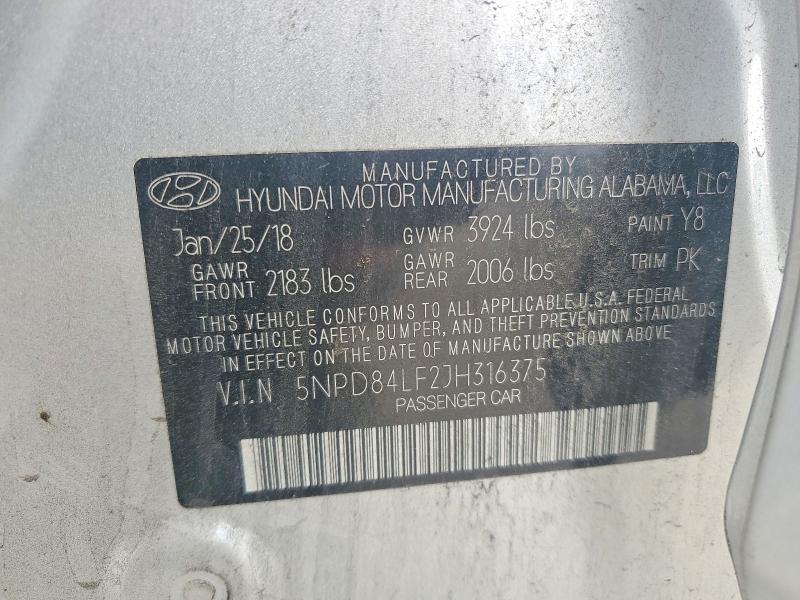 MANUFACTURED BY
HYUNDAI MOTOR MANUFACTURING ALABAMA, LLC
Jan/25/18 GVWR 3924 lbs PAINT Y8
GAWR FRONT 2183 lbs GAWR REAR 2006 lbs TRIM PK
THIS VEHICLE CONFORMS TO ALL APPLICABLE U.S.A. FEDERAL
MOTOR VEHICLE SAFETY, BUMPER, AND THEFT PREVENTION STANDARDS
IN EFFECT ON THE DATE OF MANUFACTURE SHOWN ABOVE
V.I.N 5NPD84LF2JH316375
PASSENGER CAR